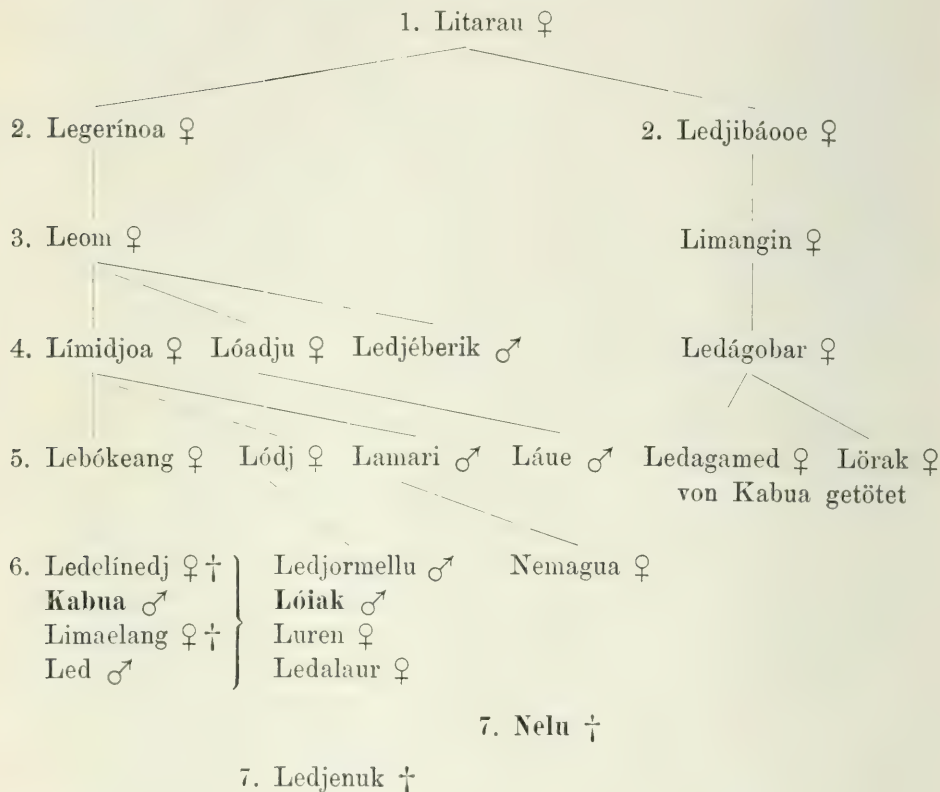 1. Litarau ♀
2. Legerínoa ♀ 2. Ledjibáooe ♀
3. Leom ♀ Limangin ♀
4. Límidjoa ♀ Lóadju ♀ Ledjéberik ♂ Ledágobar ♀
5. Lebókeang ♀ Lódj ♀ Lamari ♂ Láue ♂ Ledagamed ♀ Lörak ♀
von Kabua getötet
6. Ledelínedj ♀ † Ledjormellu ♂ Nemagua ♀
Kabua ♂ Lóiak ♂
Limaelang ♀ † Luren ♀
Led ♂ Ledalaur ♀
7. Nelu †
7. Ledjenuk †